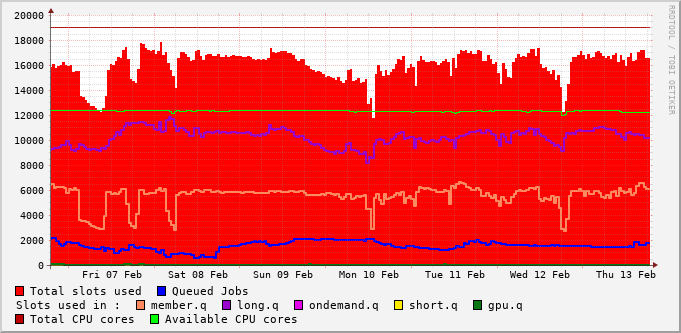 20000
18000
16000
14000
12000
10000
8000
6000
4000
2000
0
Fri 07 Feb Sat 08 Feb Sun 09 Feb Mon 10 Feb Tue 11 Feb Wed 12 Feb Thu 13 Feb
Total slots used Queued Jobs
Slots used in : member.q long.q ondemand.q short.q gpu.q
Total CPU cores Available CPU cores
RRDTOOL / TOBI OETIKER